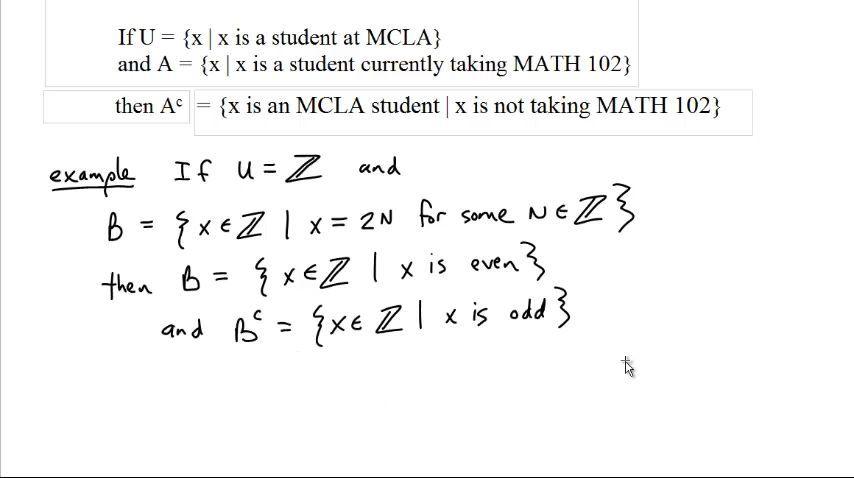 If U = {x | x is a student at MCLA}
and A = {x | x is a student currently taking MATH 102}
then Aᶜ = {x is an MCLA student | x is not taking MATH 102}
example If U = ℤ and
B = {x ∈ ℤ | x = 2N for some N ∈ ℤ}
then B = {x ∈ ℤ | x is even}
and Bᶜ = {x ∈ ℤ | x is odd}